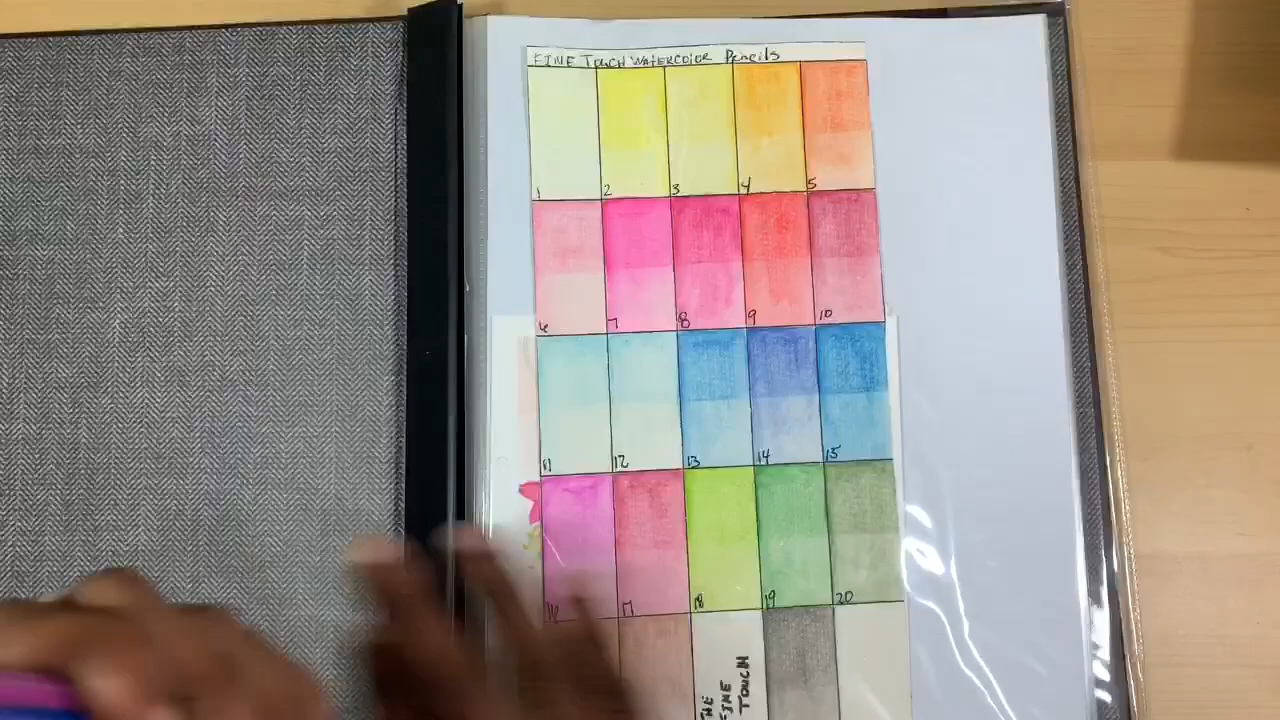 FINE TOUCH WATERCOLOR Pencils
1 2 3 4 5
6 7 8 9 10
11 12 13 14 15
16 17 18 19 20
THE
FINE
TOUCH